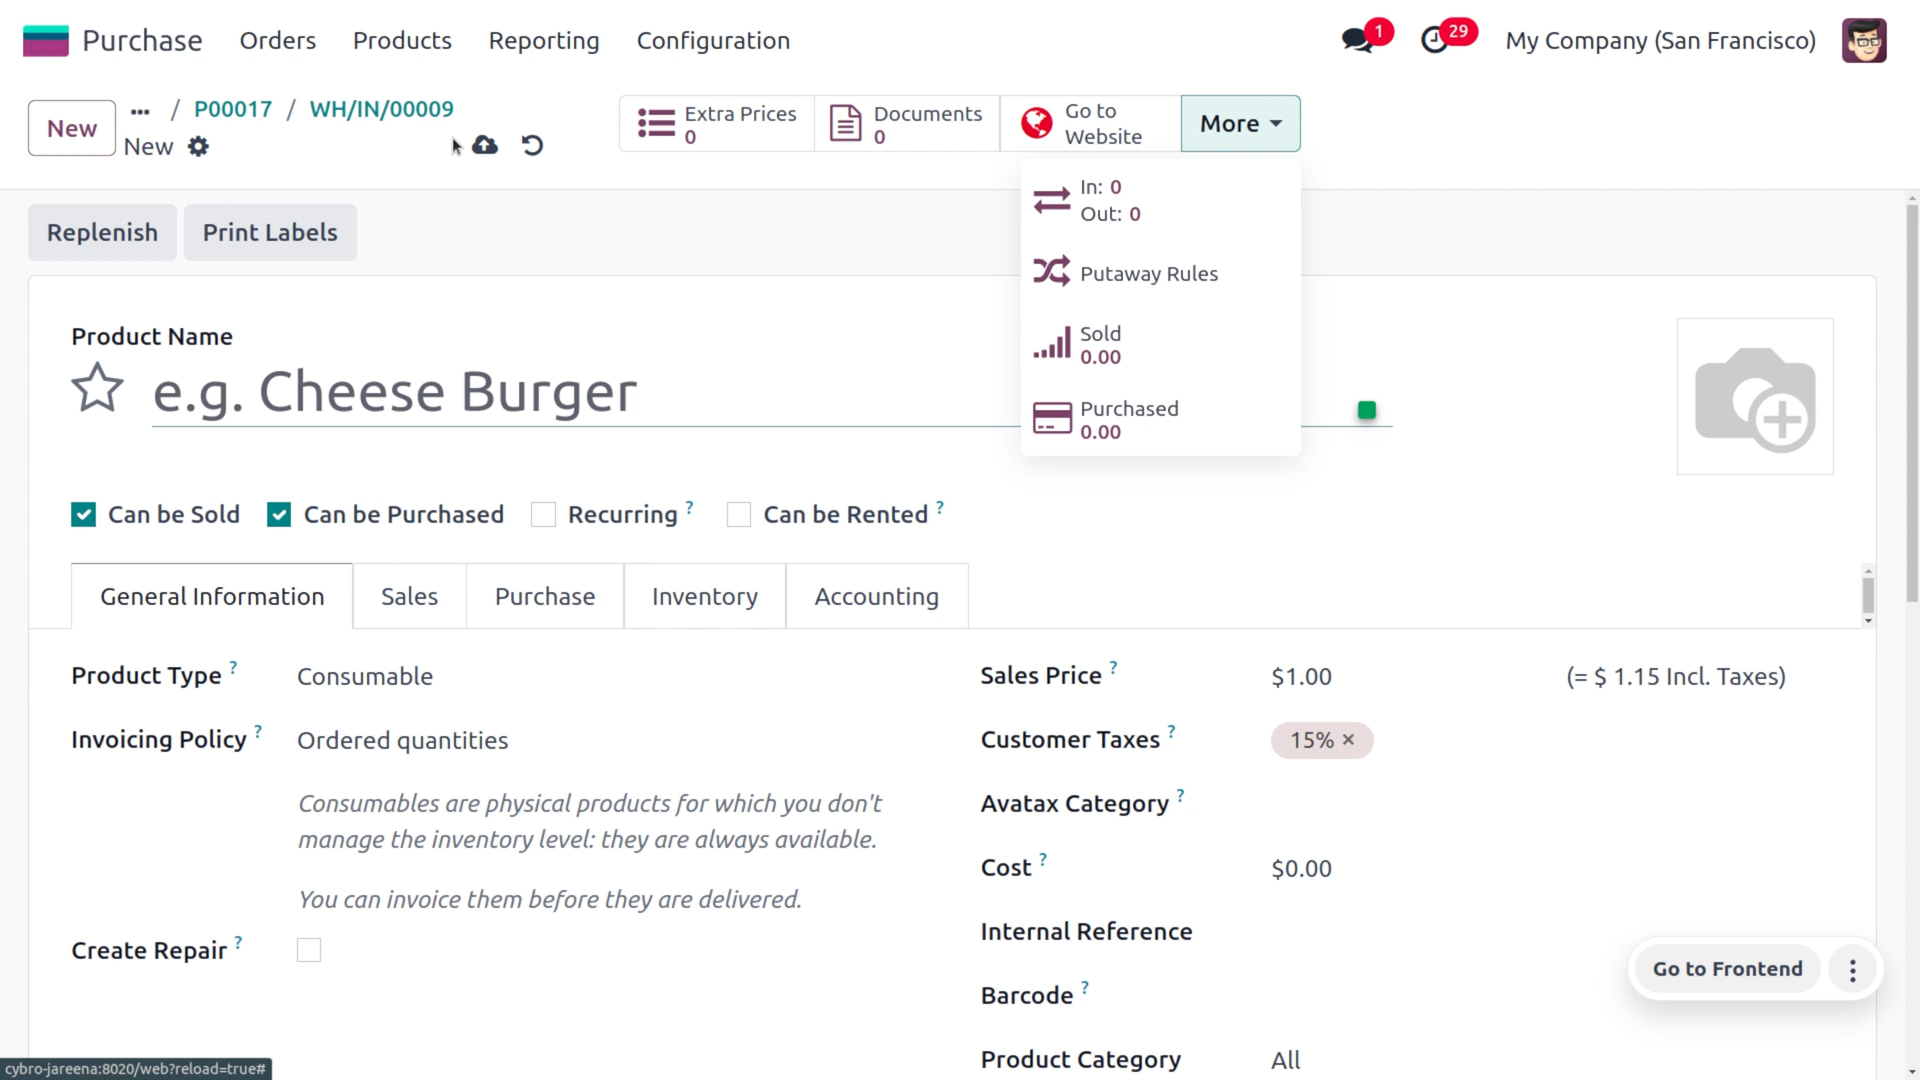 Purchase Orders Products Reporting Configuration 1 29 My Company (San Francisco)
New ... / P00017 / WH/IN/00009
New
Extra Prices
0
Documents
0
Go to
Website
More
In: 0
Out: 0
Putaway Rules
Sold
0.00
Purchased
0.00
Replenish Print Labels
Product Name
e.g. Cheese Burger
Can be Sold Can be Purchased Recurring ? Can be Rented ?
General Information Sales Purchase Inventory Accounting
Product Type ? Consumable
Invoicing Policy ? Ordered quantities
Consumables are physical products for which you don't
manage the inventory level: they are always available.
You can invoice them before they are delivered.
Create Repair ?
Sales Price ? $1.00 (= $ 1.15 Incl. Taxes)
Customer Taxes ? 15% ×
Avatax Category ?
Cost ? $0.00
Internal Reference
Barcode ?
Product Category All
Go to Frontend
cybro-jareena:8020/web?reload=true#